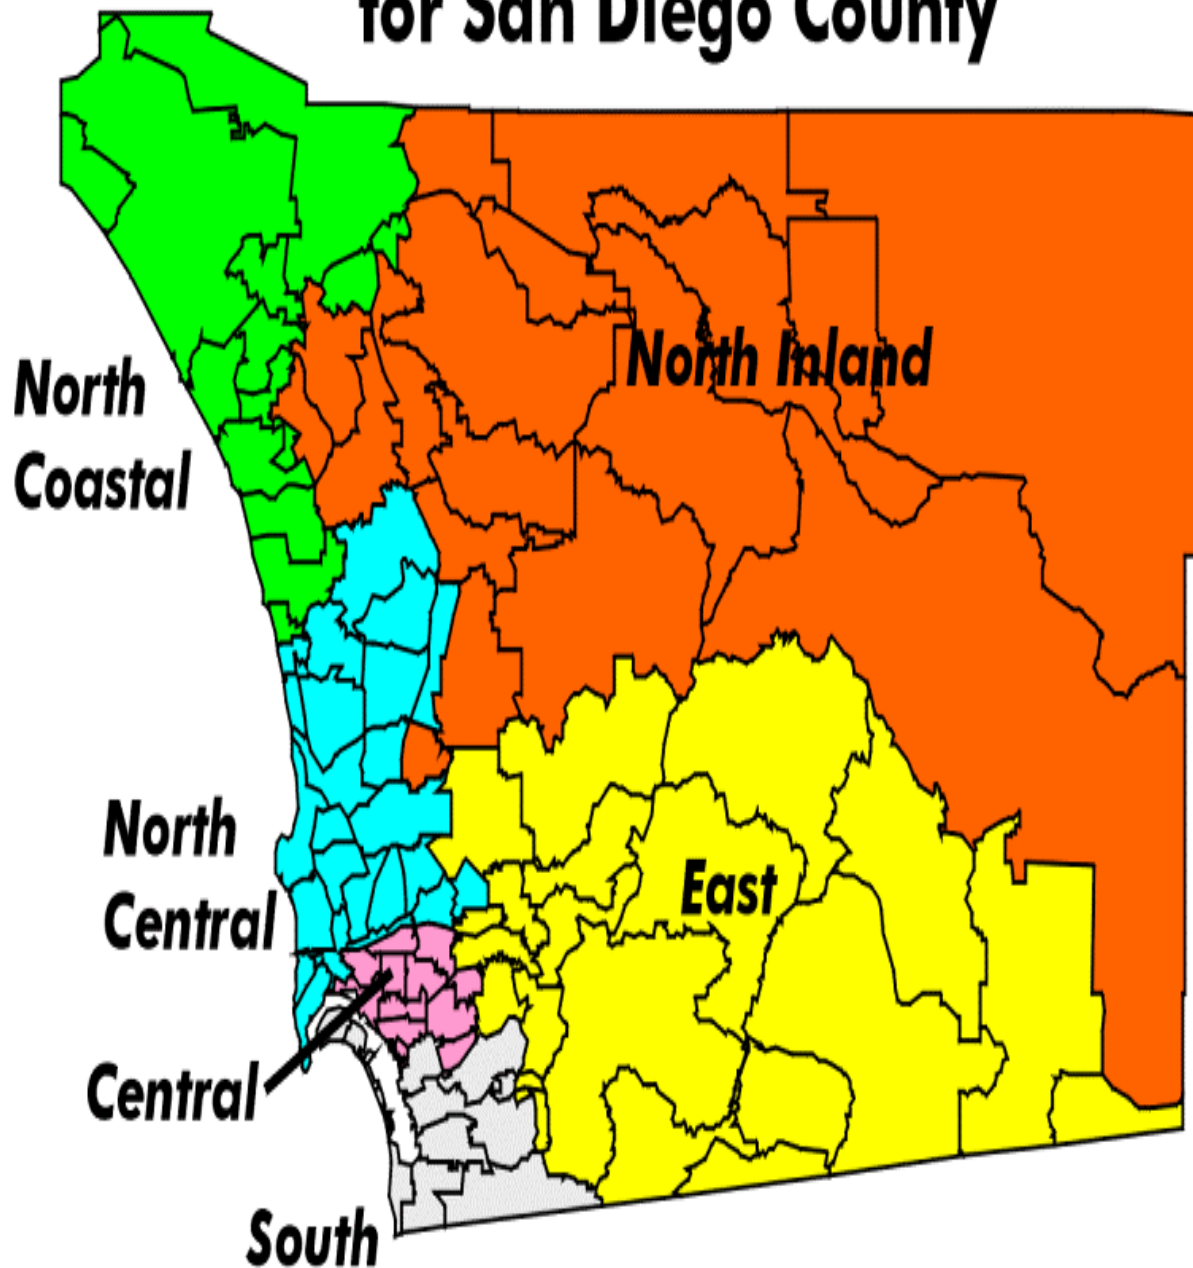 for San Diego County
North Inland
North
Coastal
North
Central
East
Central
South